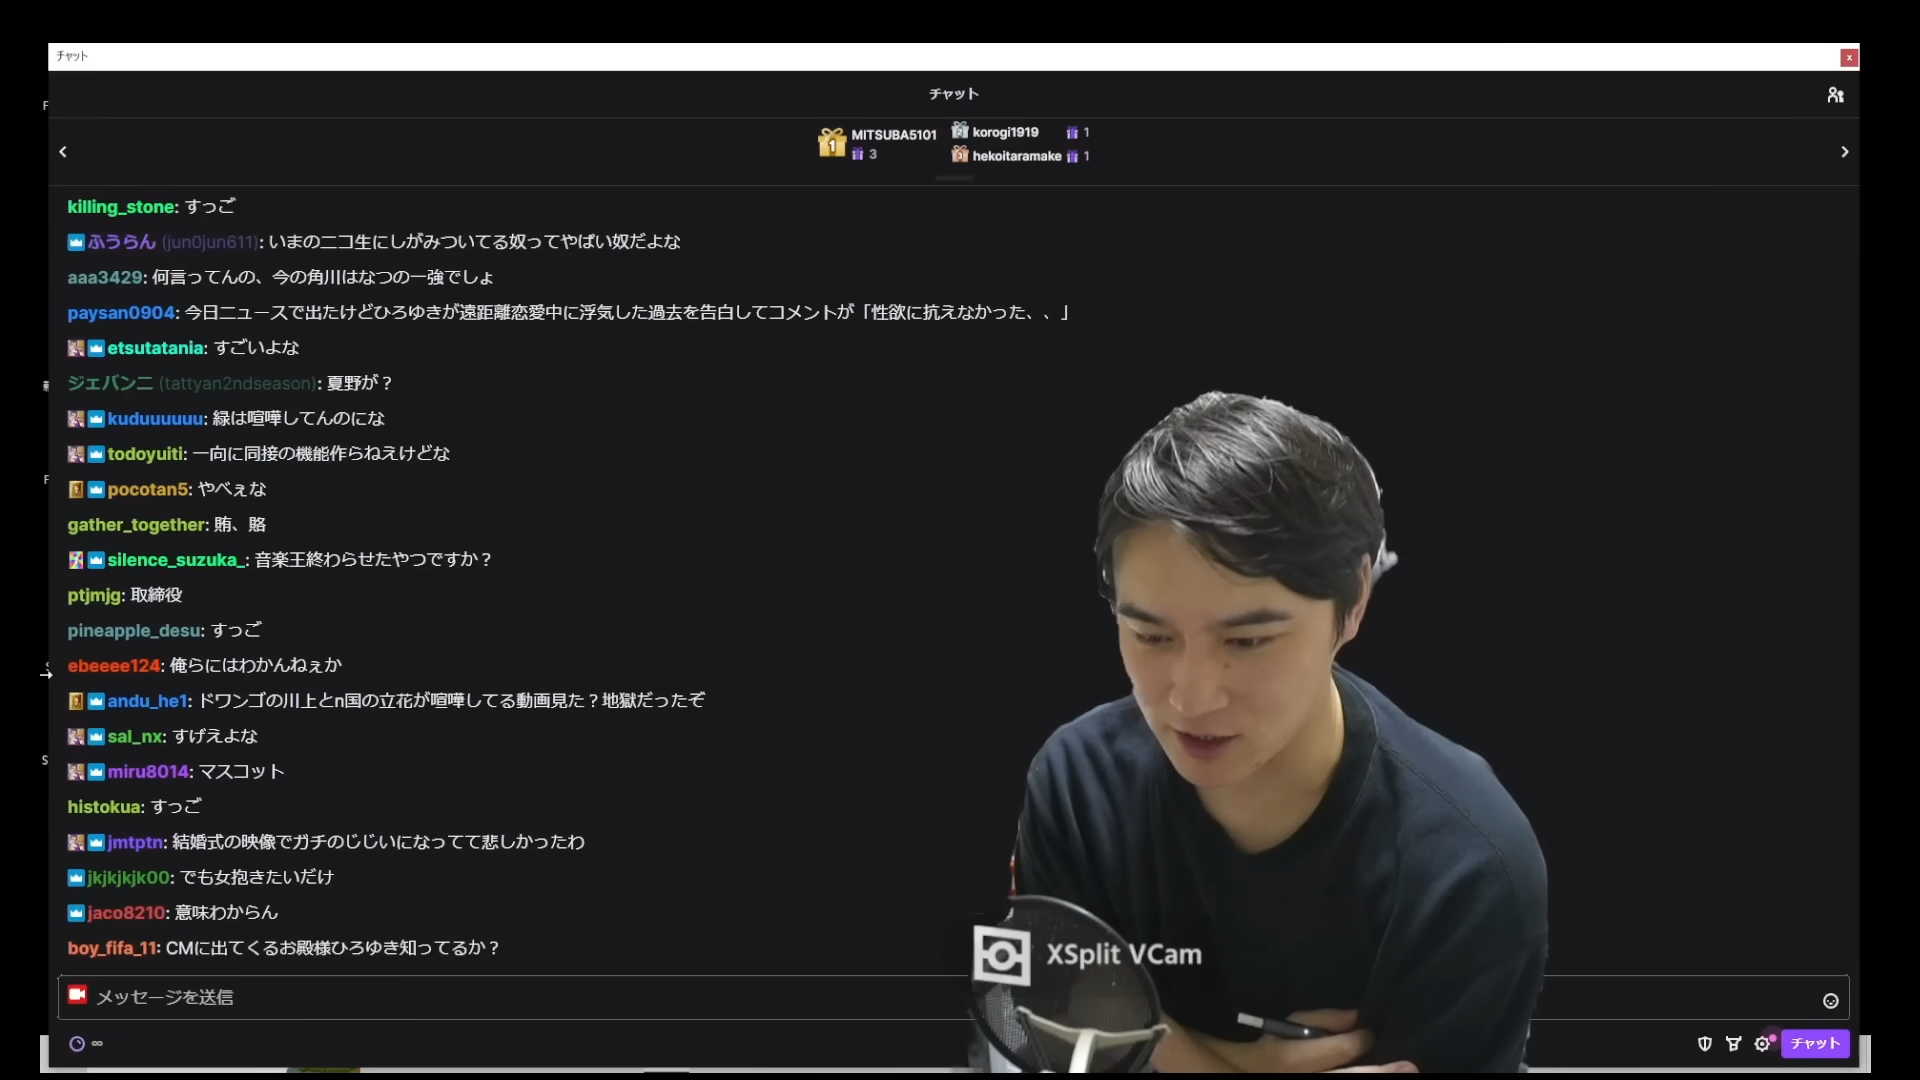 チャット
チャット
MITSUBA5101
3
korogi1919 1
hekoitaramake 1
killing_stone: すっご
ふうらん (jun0jun611): いまのニコ生にしがみついてる奴ってやばい奴だよな
aaa3429: 何言ってんの、今の角川はなつの一強でしょ
paysan0904: 今日ニュースで出たけどひろゆきが遠距離恋愛中に浮気した過去を告白してコメントが「性欲に抗えなかった、、」
etsutatania: すごいよな
ジェバンニ (tattyan2ndseason): 夏野が？
kuduuuuuu: 緑は喧嘩してんのにな
todoyuiti: 一向に同接の機能作らねえけどな
pocotan5: やべぇな
gather_together: 賄、賂
silence_suzuka_: 音楽王終わらせたやつですか？
ptjmjg: 取締役
pineapple_desu: すっご
ebeeee124: 俺らにはわかんねぇか
andu_he1: ドワンゴの川上とn国の立花が喧嘩してる動画見た？地獄だったぞ
sal_nx: すげえよな
miru8014: マスコット
histokua: すっご
jmtptn: 結婚式の映像でガチのじじいになってて悲しかったわ
jkjkjkjk00: でも女抱きたいだけ
jaco8210: 意味わからん
boy_fifa_11: CMに出てくるお殿様ひろゆき知ってるか？
XSplit VCam
メッセージを送信
チャット